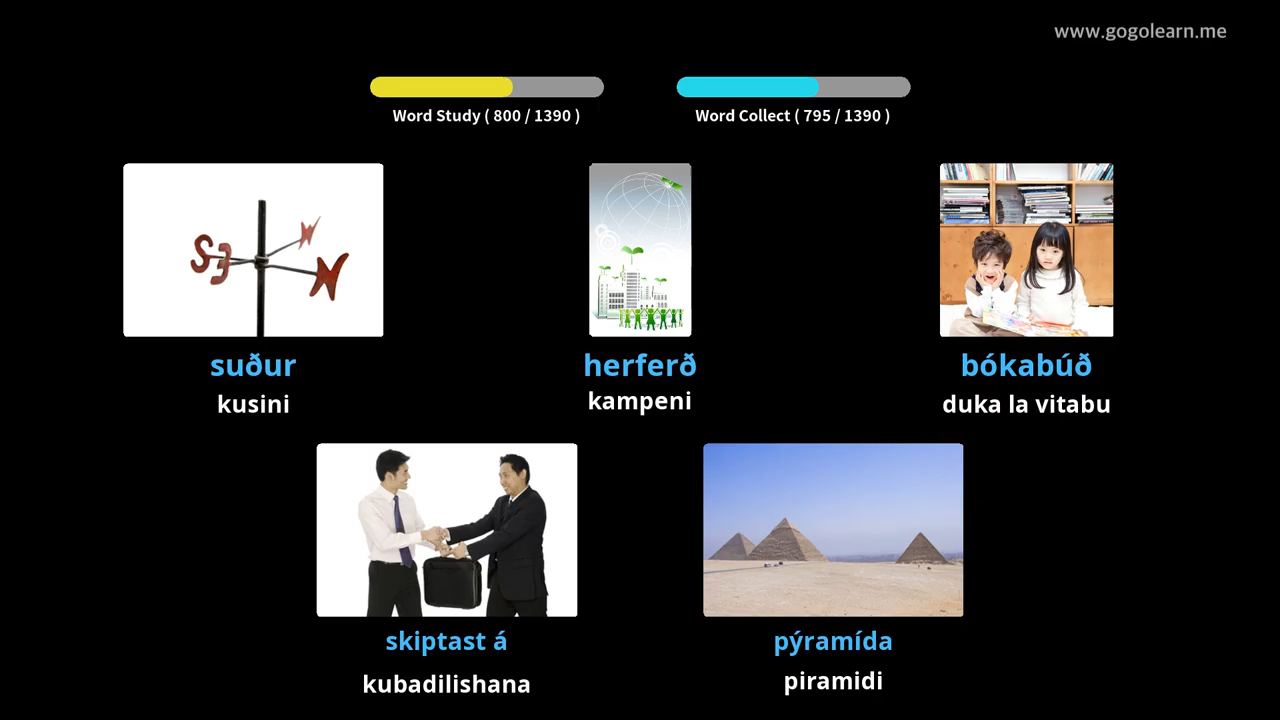 www.gogolearn.me
Word Study ( 800 / 1390 )
Word Collect ( 795 / 1390 )
suður
kusini
herferð
kampeni
bókabúð
duka la vitabu
skiptast á
kubadilishana
pýramída
piramidi